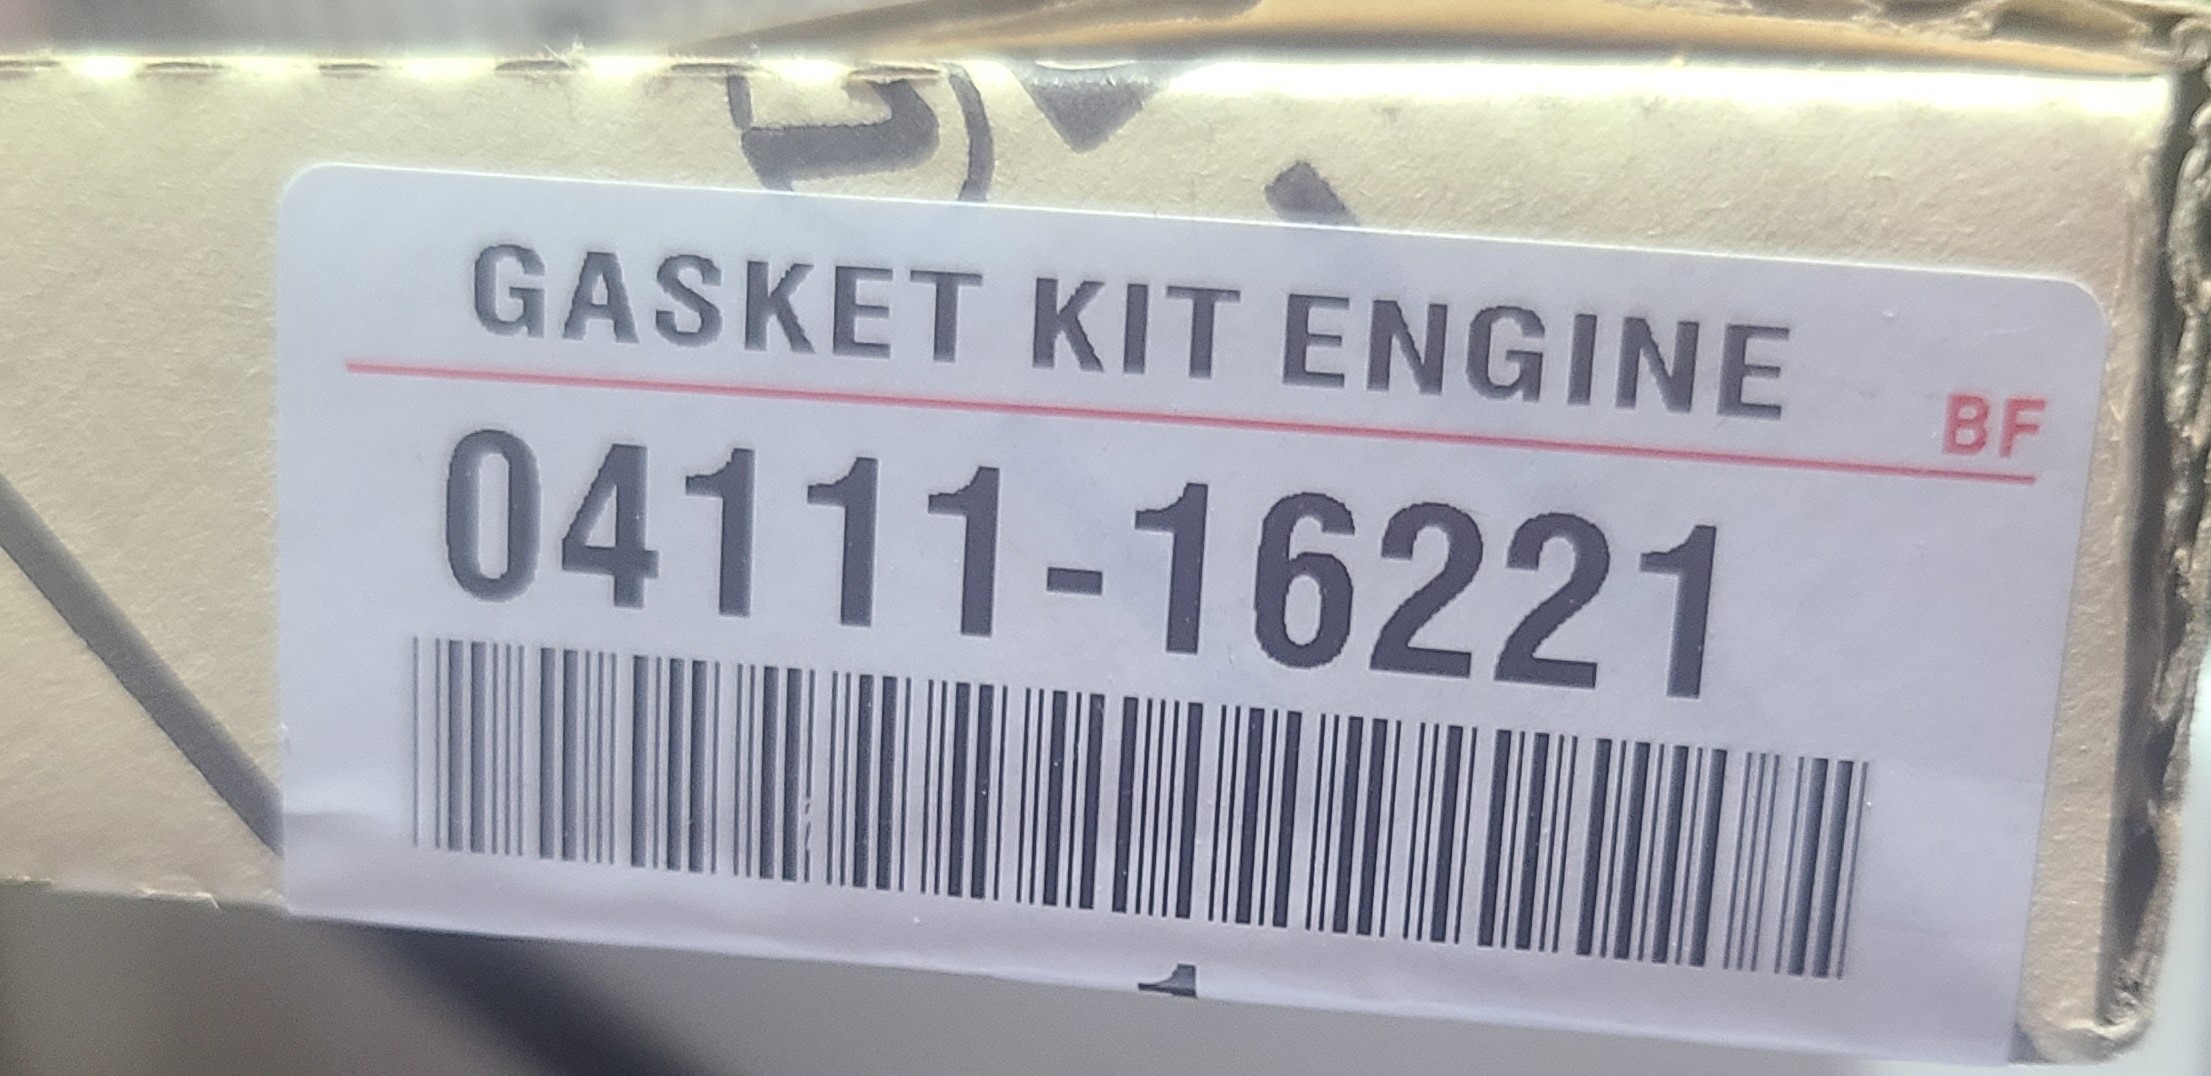 GASKET KIT ENGINE
BF
04111-16221